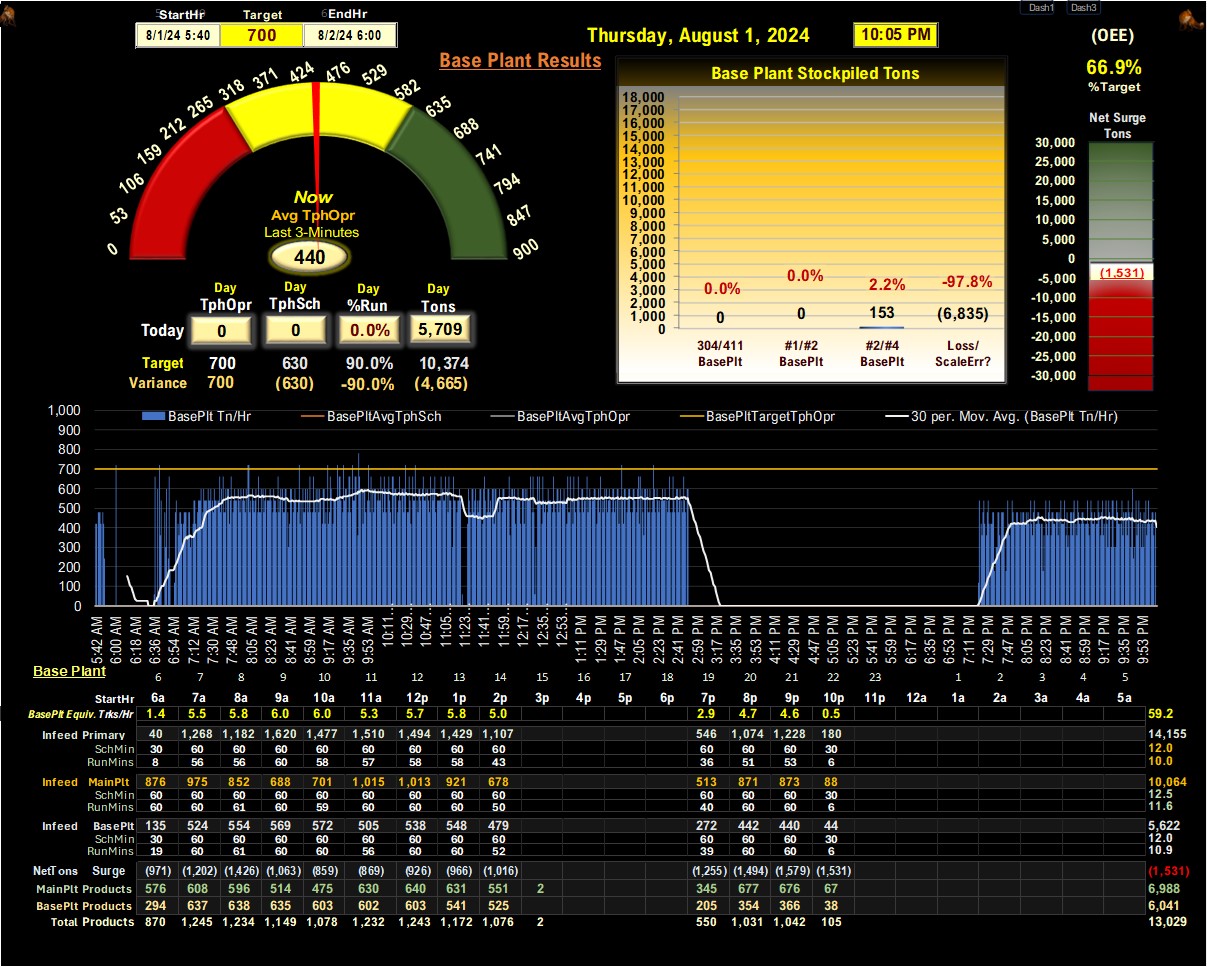 Dash1 Dash3
StartHr Target EndHr
8/1/24 5:40 700 8/2/24 6:00
Thursday, August 1, 2024 10:05 PM (OEE)
Base Plant Results
66.9%
%Target
Base Plant Stockpiled Tons
Net Surge
Tons
0 53 106 159 212 265 318 371 424 476 529 582 635 688 741 794 847 900
Now
Avg TphOpr
Last 3-Minutes
440
18,000
17,000
16,000
15,000
14,000
13,000
12,000
11,000
10,000
9,000
8,000
7,000
6,000
5,000
4,000
3,000
2,000
1,000
0
0.0% 0.0% 2.2% -97.8%
0 0 153 (6,835)
304/411 #1/#2 #2/#4 Loss/
BasePlt BasePlt BasePlt ScaleErr?
30,000
25,000
20,000
15,000
10,000
5,000
0
(1,531)
-5,000
-10,000
-15,000
-20,000
-25,000
-30,000
Day Day Day Day
TphOpr TphSch %Run Tons
Today 0 0 0.0% 5,709
Target 700 630 90.0% 10,374
Variance 700 (630) -90.0% (4,665)
BasePlt Tn/Hr BasePltAvgTphSch BasePltAvgTphOpr BasePltTargetTphOpr 30 per. Mov. Avg. (BasePlt Tn/Hr)
1,000
900
800
700
600
500
400
300
200
100
0
5:42 AM 6:00 AM 6:18 AM 6:36 AM 6:54 AM 7:12 AM 7:30 AM 7:48 AM 8:05 AM 8:23 AM 8:41 AM 8:59 AM 9:17 AM 9:35 AM 9:53 AM 10:11... 10:29... 10:47... 11:05... 11:23... 11:41... 11:59... 12:17... 12:35... 12:53... 1:11 PM 1:29 PM 1:47 PM 2:05 PM 2:23 PM 2:41 PM 2:59 PM 3:17 PM 3:35 PM 3:53 PM 4:11 PM 4:29 PM 4:47 PM 5:05 PM 5:23 PM 5:41 PM 5:59 PM 6:17 PM 6:35 PM 6:53 PM 7:11 PM 7:29 PM 7:47 PM 8:05 PM 8:23 PM 8:41 PM 8:59 PM 9:17 PM 9:35 PM 9:53 PM
Base Plant 6 7 8 9 10 11 12 13 14 15 16 17 18 19 20 21 22 23 1 2 3 4 5
StartHr 6a 7a 8a 9a 10a 11a 12p 1p 2p 3p 4p 5p 6p 7p 8p 9p 10p 11p 12a 1a 2a 3a 4a 5a
BasePlt Equiv. Trks/Hr 1.4 5.5 5.8 6.0 6.0 5.3 5.7 5.8 5.0 2.9 4.7 4.6 0.5 59.2
Infeed Primary 40 1,268 1,182 1,620 1,477 1,510 1,494 1,429 1,107 546 1,074 1,228 180 14,155
SchMin 30 60 60 60 60 60 60 60 60 60 60 60 30 12.0
RunMins 8 56 56 60 58 57 58 58 43 36 51 53 6 10.0
Infeed MainPlt 876 975 852 688 701 1,015 1,013 921 678 513 871 873 88 10,064
SchMin 60 60 60 60 60 60 60 60 60 60 60 60 30 12.5
RunMins 60 60 61 60 59 60 60 60 50 40 60 60 6 11.6
Infeed BasePlt 135 524 554 569 572 505 538 548 479 272 442 440 44 5,622
SchMin 30 60 60 60 60 60 60 60 60 60 60 60 30 12.0
RunMins 19 60 61 60 60 56 60 60 52 39 60 60 6 10.9
NetTons Surge (971) (1,202) (1,426) (1,063) (859) (869) (926) (966) (1,016) (1,255) (1,494) (1,579) (1,531) (1,531)
MainPlt Products 576 608 596 514 475 630 640 631 551 2 345 677 676 67 6,988
BasePlt Products 294 637 638 635 603 602 603 541 525 205 354 366 38 6,041
Total Products 870 1,245 1,234 1,149 1,078 1,232 1,243 1,172 1,076 2 550 1,031 1,042 105 13,029